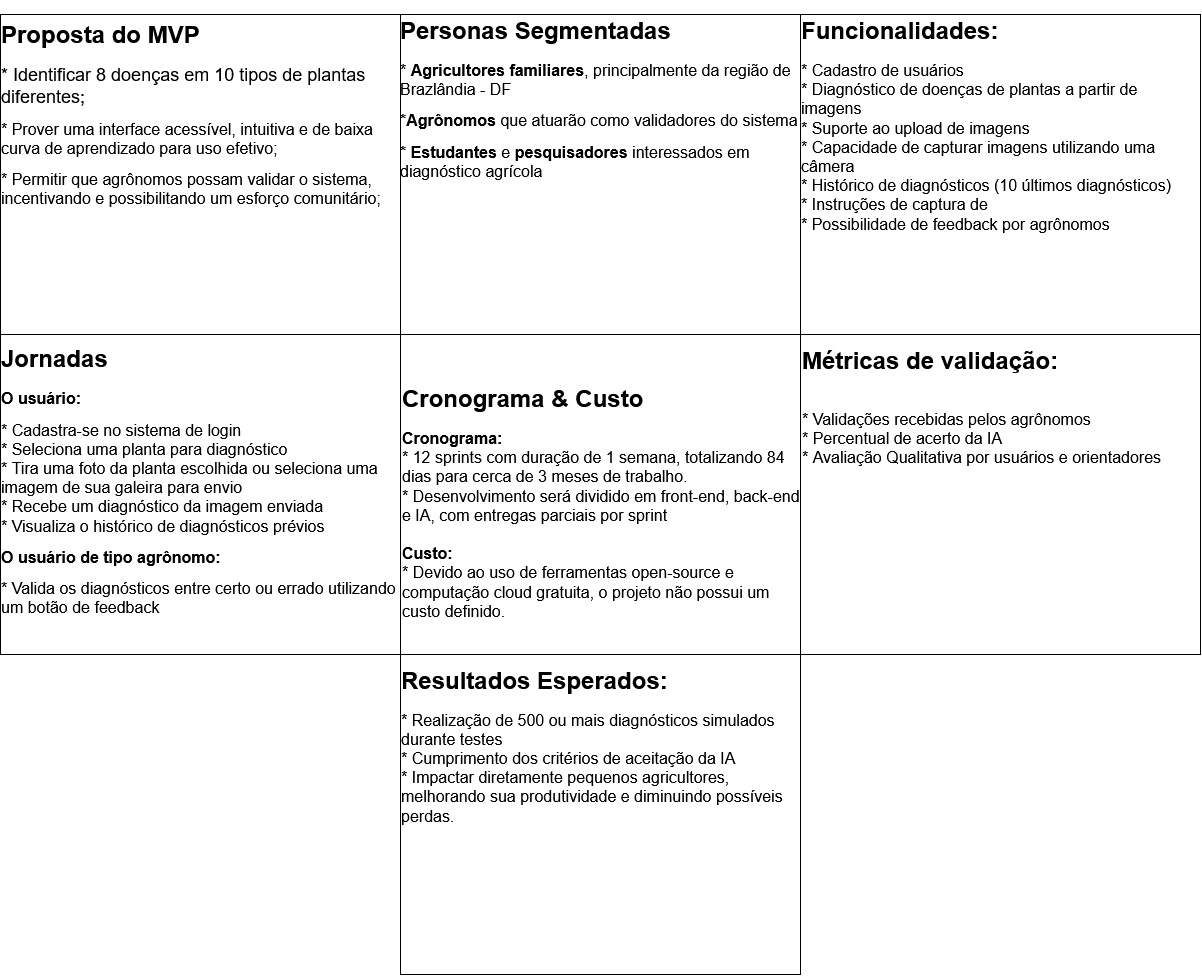 Proposta do MVP
* Identificar 8 doenças em 10 tipos de plantas
diferentes;
* Prover uma interface acessível, intuitiva e de baixa
curva de aprendizado para uso efetivo;
* Permitir que agrônomos possam validar o sistema,
incentivando e possibilitando um esforço comunitário;
Personas Segmentadas
* Agricultores familiares, principalmente da região de
Brazlândia - DF
*Agrônomos que atuarão como validadores do sistema
* Estudantes e pesquisadores interessados em
diagnóstico agrícola
Funcionalidades:
* Cadastro de usuários
* Diagnóstico de doenças de plantas a partir de
imagens
* Suporte ao upload de imagens
* Capacidade de capturar imagens utilizando uma
câmera
* Histórico de diagnósticos (10 últimos diagnósticos)
* Instruções de captura de
* Possibilidade de feedback por agrônomos
Jornadas
O usuário:
* Cadastra-se no sistema de login
* Seleciona uma planta para diagnóstico
* Tira uma foto da planta escolhida ou seleciona uma
imagem de sua galeira para envio
* Recebe um diagnóstico da imagem enviada
* Visualiza o histórico de diagnósticos prévios
O usuário de tipo agrônomo:
* Valida os diagnósticos entre certo ou errado utilizando
um botão de feedback
Cronograma & Custo
Cronograma:
* 12 sprints com duração de 1 semana, totalizando 84
dias para cerca de 3 meses de trabalho.
* Desenvolvimento será dividido em front-end, back-end
e IA, com entregas parciais por sprint
Custo:
* Devido ao uso de ferramentas open-source e
computação cloud gratuita, o projeto não possui um
custo definido.
Métricas de validação:
* Validações recebidas pelos agrônomos
* Percentual de acerto da IA
* Avaliação Qualitativa por usuários e orientadores
Resultados Esperados:
* Realização de 500 ou mais diagnósticos simulados
durante testes
* Cumprimento dos critérios de aceitação da IA
* Impactar diretamente pequenos agricultores,
melhorando sua produtividade e diminuindo possíveis
perdas.